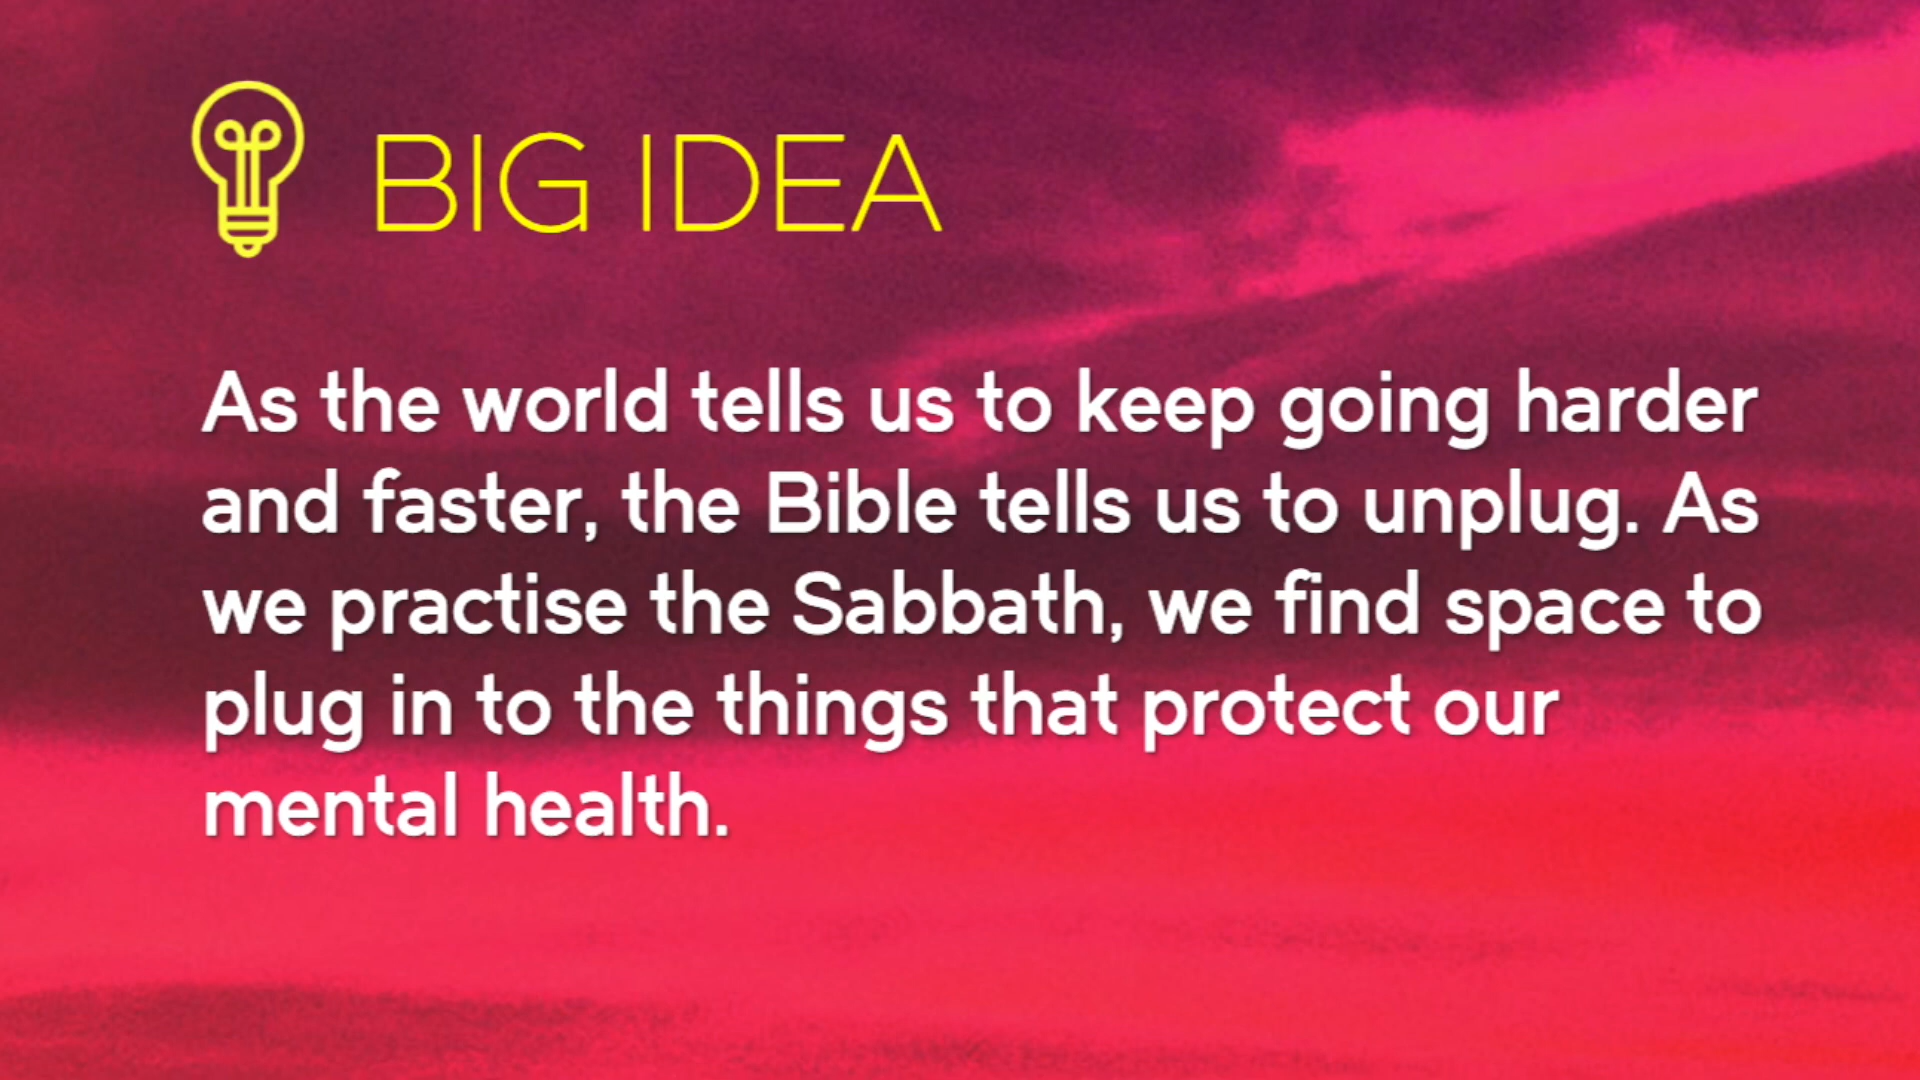 BIG IDEA
As the world tells us to keep going harder
and faster, the Bible tells us to unplug. As
we practise the Sabbath, we find space to
plug in to the things that protect our
mental health.